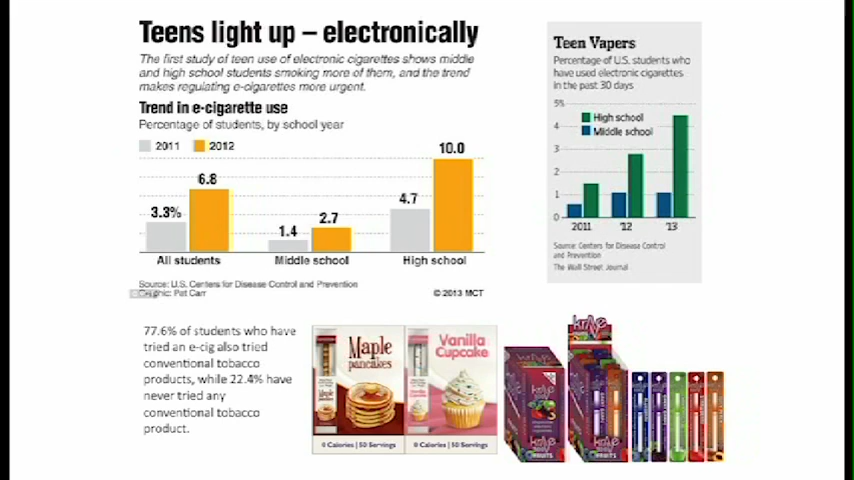 Teens light up – electronically
The first study of teen use of electronic cigarettes shows middle
and high school students smoking more of them, and the trend
makes regulating e-cigarettes more urgent.
Trend in e-cigarette use
Percentage of students, by school year
2011 2012
3.3% 6.8
1.4 2.7
4.7 10.0
All students Middle school High school
Source: U.S. Centers for Disease Control and Prevention
Graphic: Pat Carr © 2013 MCT
Teen Vapers
Percentage of U.S. students who
have used electronic cigarettes
in the past 30 days
5%
4
3
2
1
0
High school
Middle school
2011 '12 '13
Source: Centers for Disease Control
and Prevention
The Wall Street Journal
77.6% of students who have
tried an e-cig also tried
conventional tobacco
products, while 22.4% have
never tried any
conventional tobacco
product.
Maple
pancakes
0 Calories | 50 Servings
Vanilla
Cupcake
0 Calories | 50 Servings
krave
krave
FRUITS
krave
FRUITS